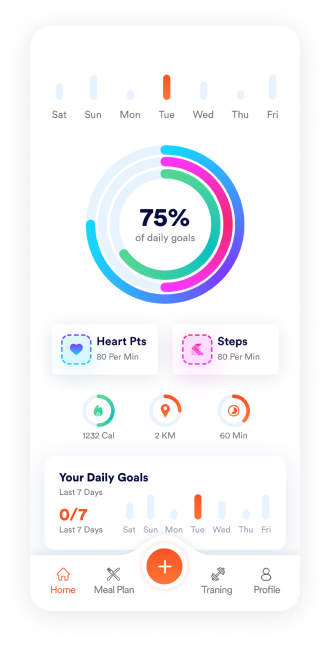 Sat Sun Mon Tue Wed Thu Fri
75%
of daily goals
Heart Pts
80 Per Min
Steps
80 Per Min
1232 Cal
2 KM
60 Min
Your Daily Goals
Last 7 Days
0/7
Last 7 Days
Sat Sun Mon Tue Wed Thu Fri
Home Meal Plan Traning Profile